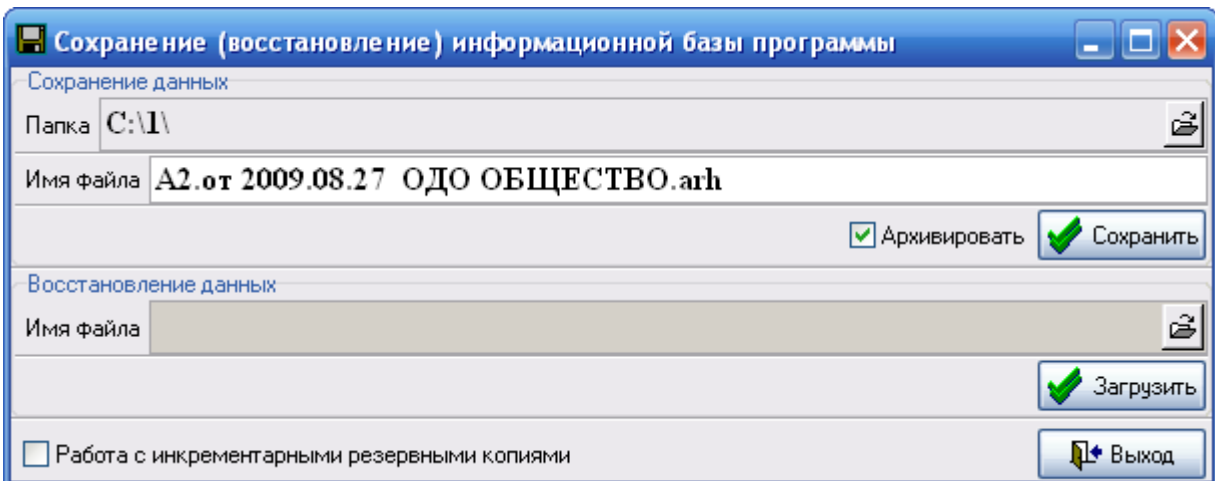 Сохранение (восстановление) информационной базы программы
Сохранение данных
Папка C:\1\
Имя файла А2.от 2009.08.27 ОДО ОБЩЕСТВО.arh
Архивировать Сохранить
Восстановление данных
Имя файла
Загрузить
Работа с инкрементарными резервными копиями Выход